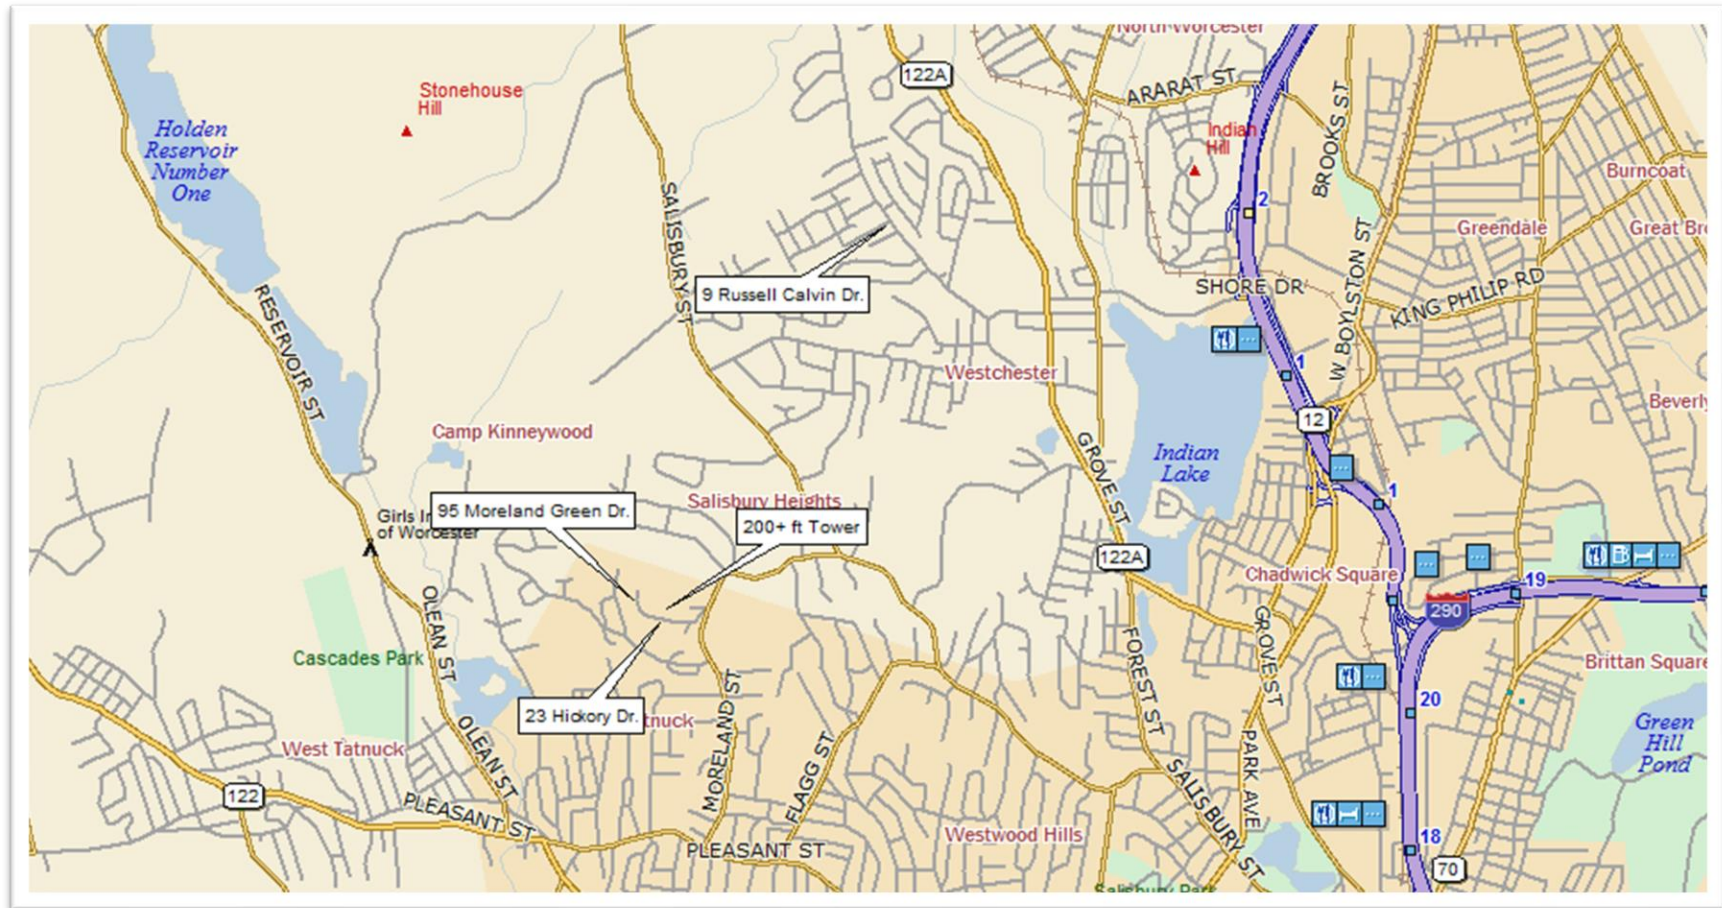 North Worcester
122A
ARARAT ST
Stonehouse
Hill
Indian
Hill
BROOKS ST
Holden
Reservoir
Number
One
Burncoat
SALISBURY ST
2
Greendale
Great Br
9 Russell Calvin Dr.
SHORE DR
W BOYLSTON ST
KING PHILIP RD
RESERVOIR ST
1
Westchester
Beverly
12
Camp Kinneywood
GROVE ST
Indian
Lake
1
95 Moreland Green Dr.
Salisbury Heights
200+ ft Tower
Girls In
of Worcester
122A
Chadwick Square
19
290
OLEAN ST
GROVE ST
FOREST ST
Cascades Park
Brittan Square
23 Hickory Dr.
tnuck
MORELAND ST
20
Green
Hill
Pond
West Tatnuck
OLEAN ST
FLAGG ST
PARK AVE
SALISBURY ST
122
PLEASANT ST
Westwood Hills
PLEASANT ST
18
70
Salisbury Park